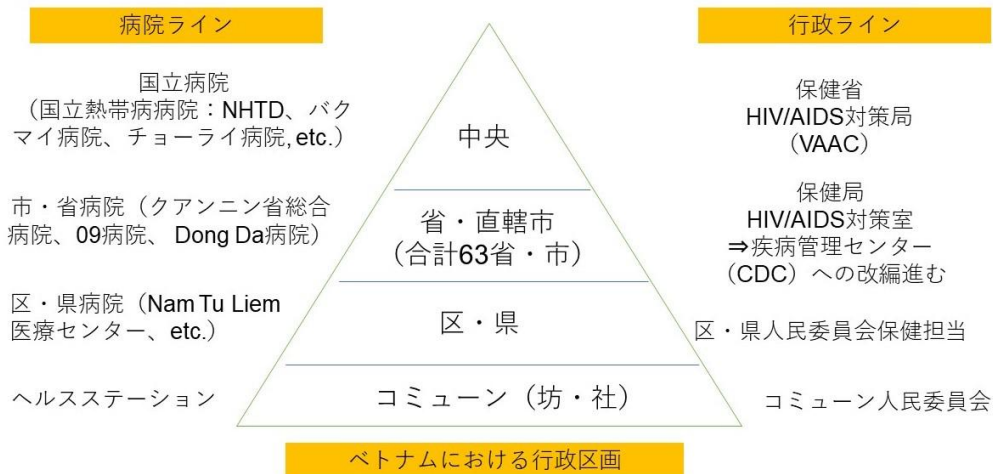 病院ライン
国立病院
（国立熱帯病病院：NHTD、バク
マイ病院、チョーライ病院, etc.）
市・省病院（クアンニン省総合
病院、09病院、 Dong Da病院）
区・県病院（Nam Tu Liem
医療センター、etc.）
ヘルスステーション
中央
省・直轄市
（合計63省・市）
区・県
コミューン（坊・社）
行政ライン
保健省
HIV/AIDS対策局
（VAAC）
保健局
HIV/AIDS対策室
⇒疾病管理センター
（CDC）への改編進む
区・県人民委員会保健担当
コミューン人民委員会
ベトナムにおける行政区画